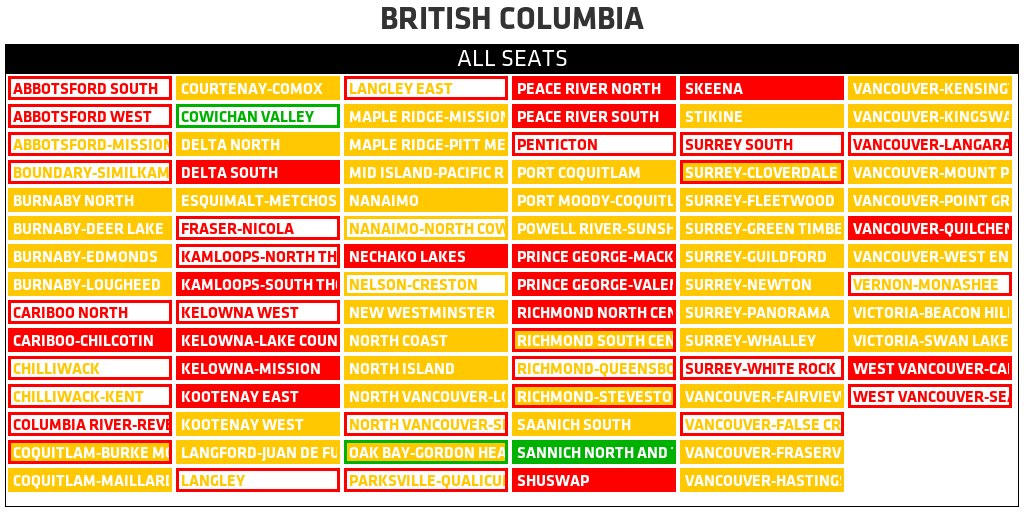 BRITISH COLUMBIA
ALL SEATS
ABBOTSFORD SOUTH
ABBOTSFORD WEST
ABBOTSFORD-MISSION
BOUNDARY-SIMILKAM
BURNABY NORTH
BURNABY-DEER LAKE
BURNABY-EDMONDS
BURNABY-LOUGHEED
CARIBOO NORTH
CARIBOO-CHILCOTIN
CHILLIWACK
CHILLIWACK-KENT
COLUMBIA RIVER-REVE
COQUITLAM-BURKE MO
COQUITLAM-MAILLARD
COURTENAY-COMOX
COWICHAN VALLEY
DELTA NORTH
DELTA SOUTH
ESQUIMALT-METCHOS
FRASER-NICOLA
KAMLOOPS-NORTH TH
KAMLOOPS-SOUTH THO
KELOWNA WEST
KELOWNA-LAKE COUN
KELOWNA-MISSION
KOOTENAY EAST
KOOTENAY WEST
LANGFORD-JUAN DE FU
LANGLEY
LANGLEY EAST
MAPLE RIDGE-MISSION
MAPLE RIDGE-PITT ME
MID ISLAND-PACIFIC R
NANAIMO
NANAIMO-NORTH COW
NECHAKO LAKES
NELSON-CRESTON
NEW WESTMINSTER
NORTH COAST
NORTH ISLAND
NORTH VANCOUVER-LO
NORTH VANCOUVER-SE
OAK BAY-GORDON HEA
PARKSVILLE-QUALICUM
PEACE RIVER NORTH
PEACE RIVER SOUTH
PENTICTON
PORT COQUITLAM
PORT MOODY-COQUITL
POWELL RIVER-SUNSH
PRINCE GEORGE-MACK
PRINCE GEORGE-VALEM
RICHMOND NORTH CEN
RICHMOND SOUTH CEN
RICHMOND-QUEENSBO
RICHMOND-STEVESTO
SAANICH SOUTH
SANNICH NORTH AND
SHUSWAP
SKEENA
STIKINE
SURREY SOUTH
SURREY-CLOVERDALE
SURREY-FLEETWOOD
SURREY-GREEN TIMBE
SURREY-GUILDFORD
SURREY-NEWTON
SURREY-PANORAMA
SURREY-WHALLEY
SURREY-WHITE ROCK
VANCOUVER-FAIRVIEW
VANCOUVER-FALSE CR
VANCOUVER-FRASERV
VANCOUVER-HASTINGS
VANCOUVER-KENSING
VANCOUVER-KINGSWA
VANCOUVER-LANGARA
VANCOUVER-MOUNT P
VANCOUVER-POINT GR
VANCOUVER-QUILCHEN
VANCOUVER-WEST EN
VERNON-MONASHEE
VICTORIA-BEACON HIL
VICTORIA-SWAN LAKE
WEST VANCOUVER-CAP
WEST VANCOUVER-SEA